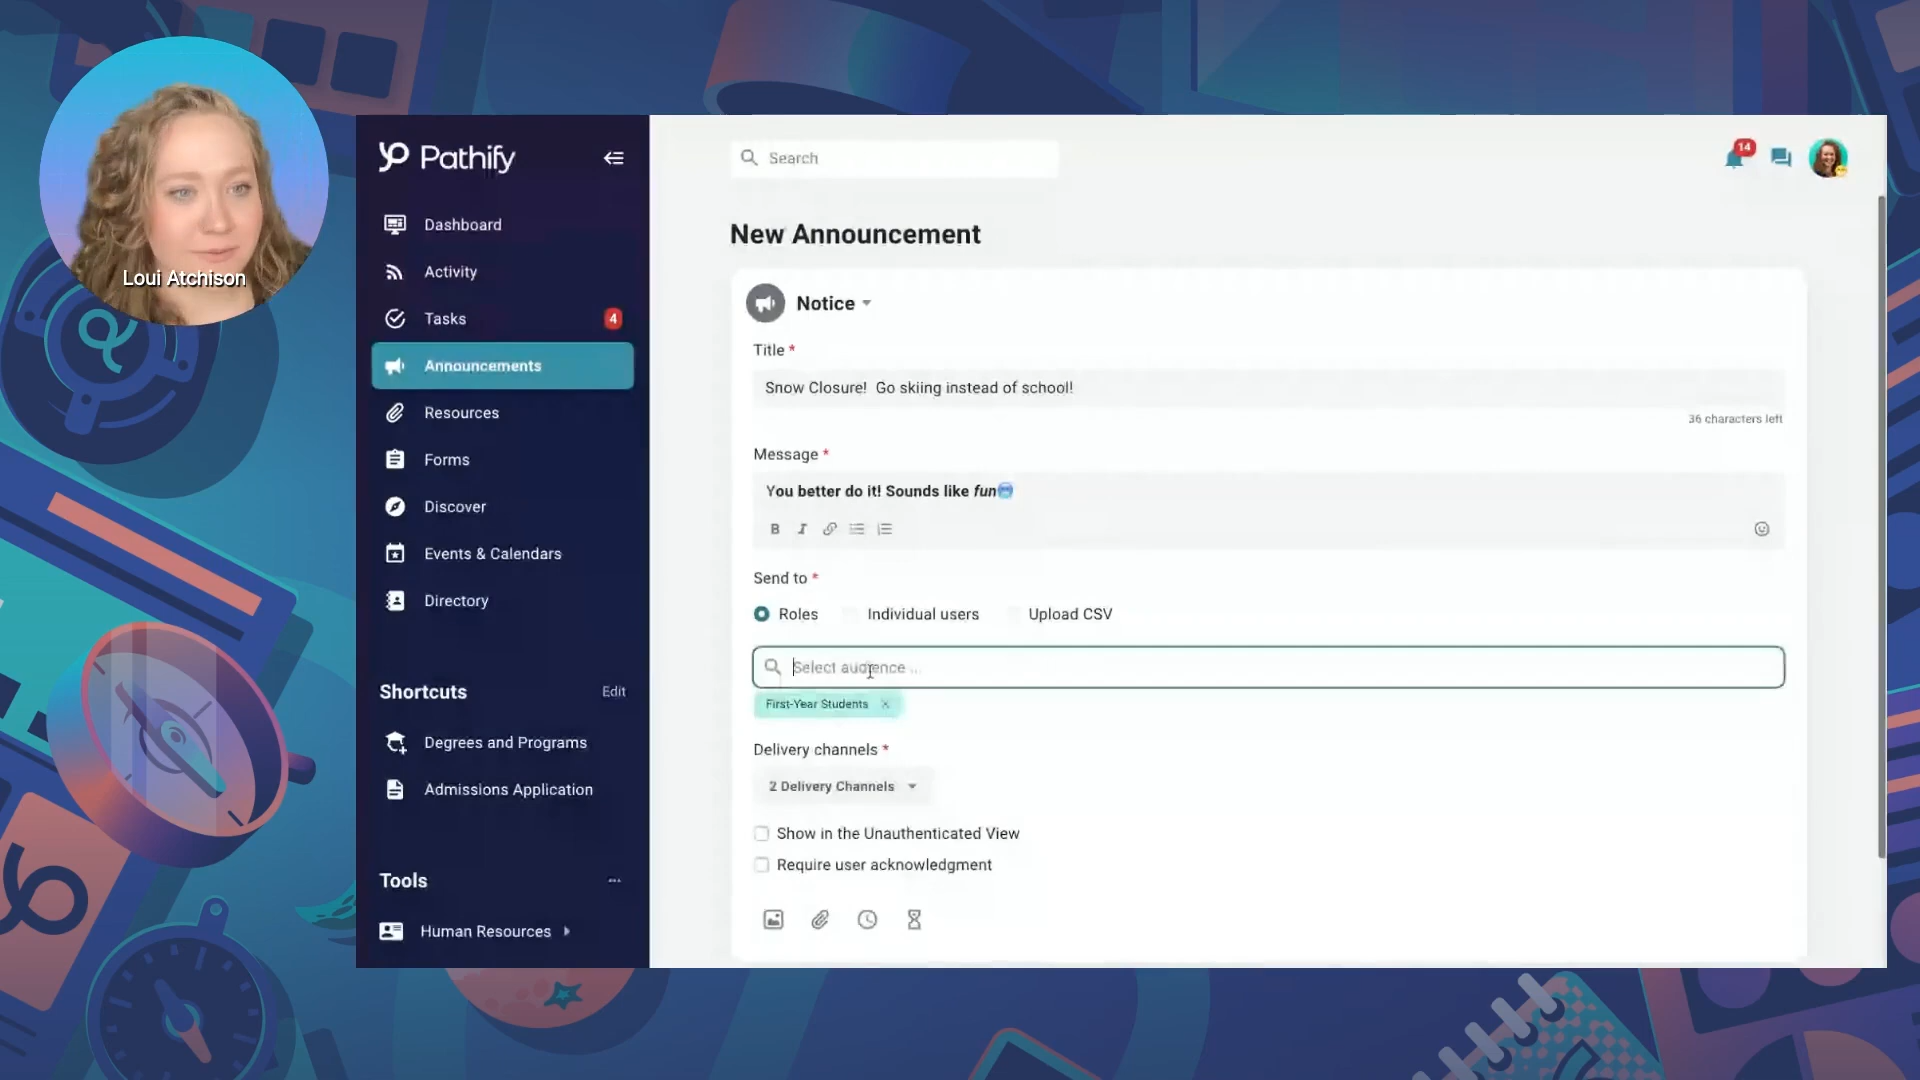 Loui Atchison
Pathify
Dashboard
Activity
Tasks
4
Announcements
Resources
Forms
Discover
Events & Calendars
Directory
Shortcuts
Edit
Degrees and Programs
Admissions Application
Tools
Human Resources
Search
14
New Announcement
Notice
Title *
Snow Closure!  Go skiing instead of school!
36 characters left
Message *
You better do it! Sounds like fun🥶
B I
Send to *
Roles Individual users Upload CSV
Select audience ...
First-Year Students ×
Delivery channels *
2 Delivery Channels
Show in the Unauthenticated View
Require user acknowledgment